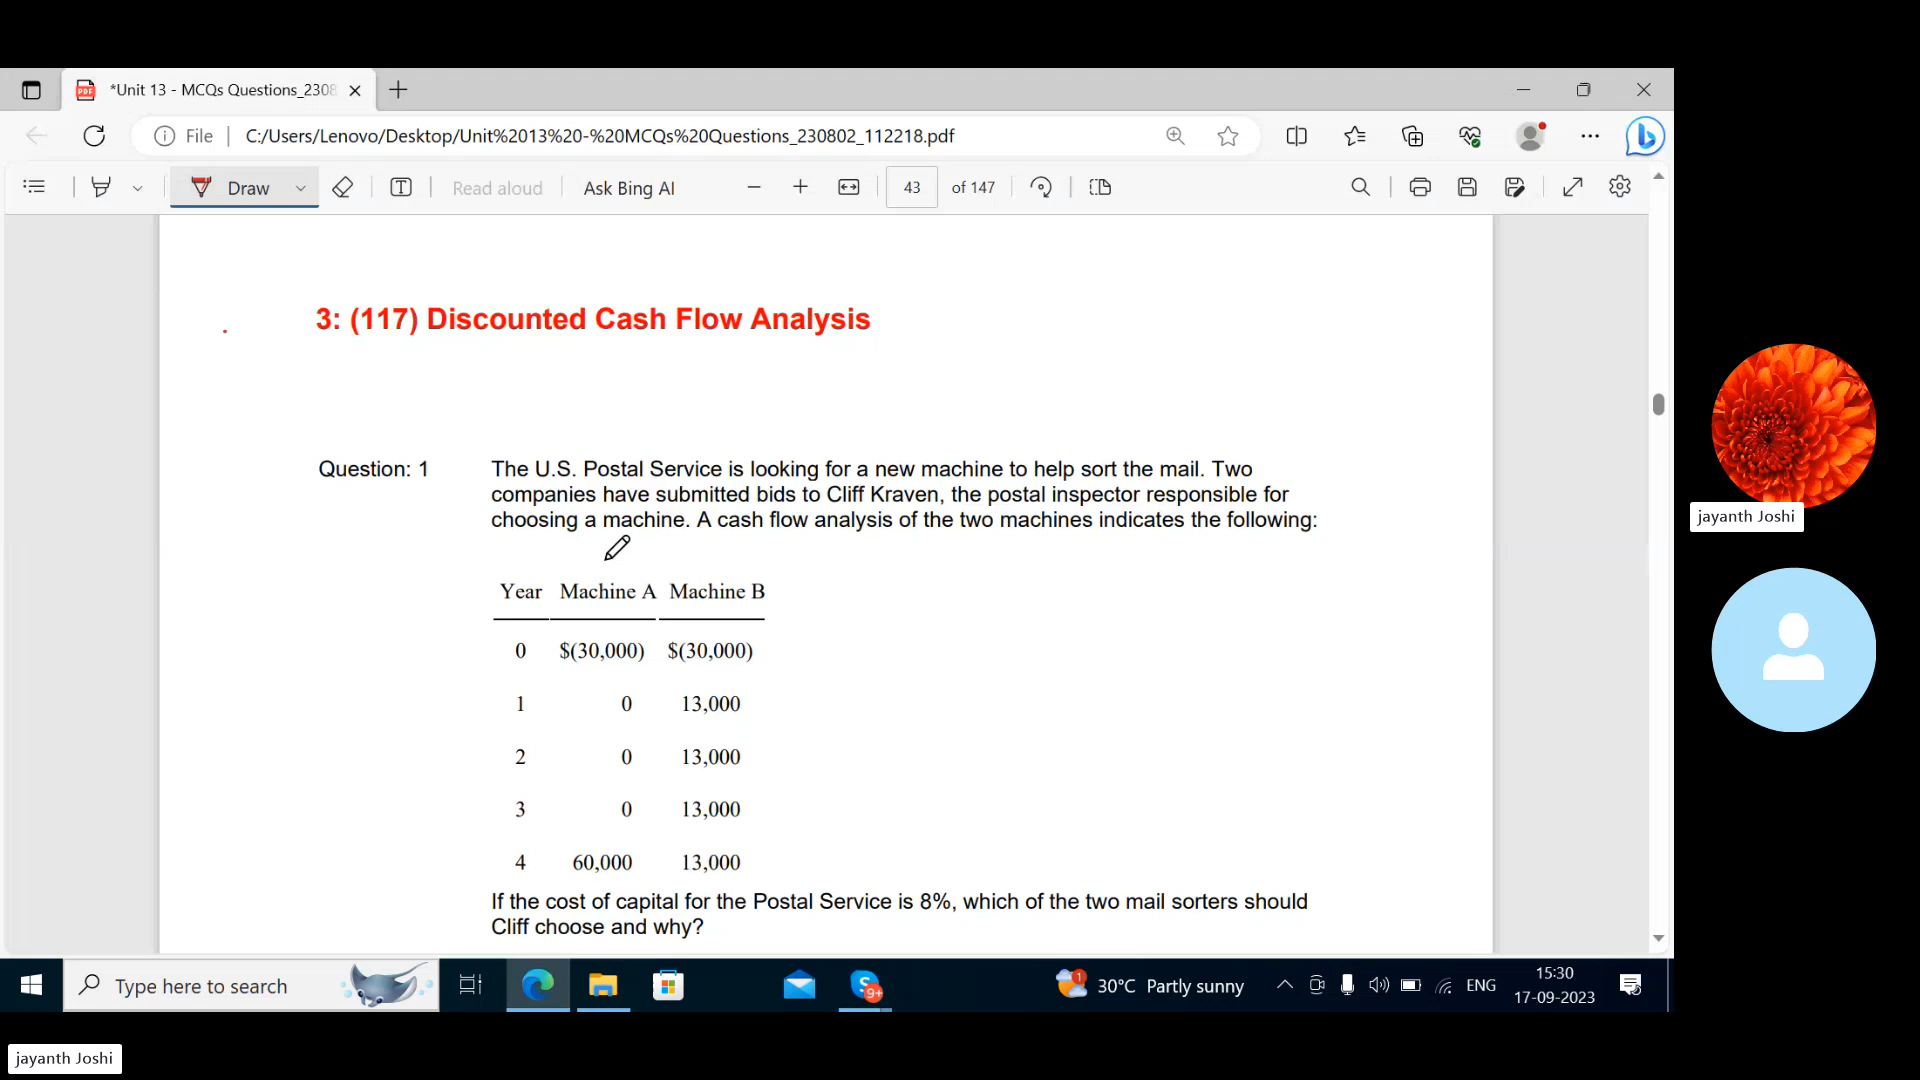 *Unit 13 - MCQs Questions_2308
File
C:/Users/Lenovo/Desktop/Unit%2013%20-%20MCQs%20Questions_230802_112218.pdf
Draw
Read aloud
Ask Bing AI
43
of 147
3: (117) Discounted Cash Flow Analysis
Question: 1
The U.S. Postal Service is looking for a new machine to help sort the mail. Two
companies have submitted bids to Cliff Kraven, the postal inspector responsible for
choosing a machine. A cash flow analysis of the two machines indicates the following:
Year Machine A Machine B
0 $(30,000) $(30,000)
1 0 13,000
2 0 13,000
3 0 13,000
4 60,000 13,000
If the cost of capital for the Postal Service is 8%, which of the two mail sorters should
Cliff choose and why?
jayanth Joshi
Type here to search
9+
1
30°C Partly sunny
ENG
15:30
17-09-2023
jayanth Joshi